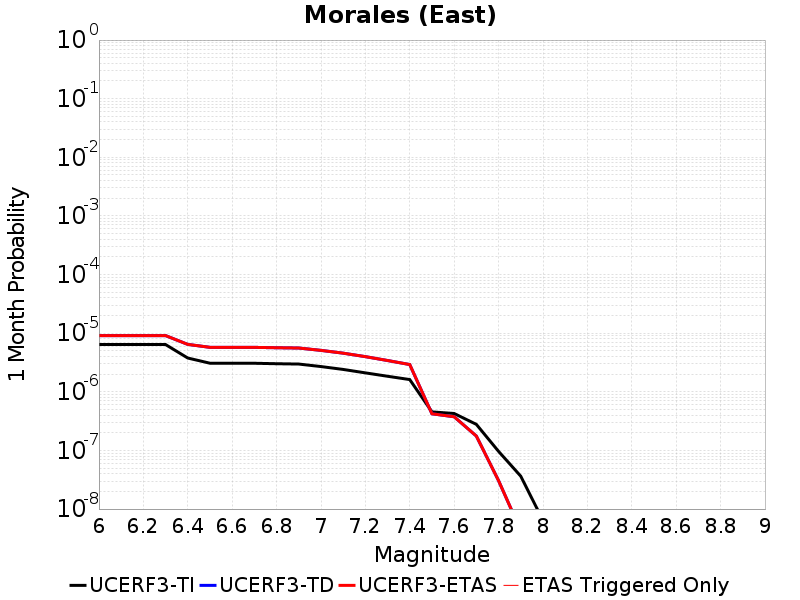 Morales (East)
1 Month Probability
10^0
10^-1
10^-2
10^-3
10^-4
10^-5
10^-6
10^-7
10^-8
6 6.2 6.4 6.6 6.8 7 7.2 7.4 7.6 7.8 8 8.2 8.4 8.6 8.8 9
Magnitude
UCERF3-TI UCERF3-TD UCERF3-ETAS ETAS Triggered Only